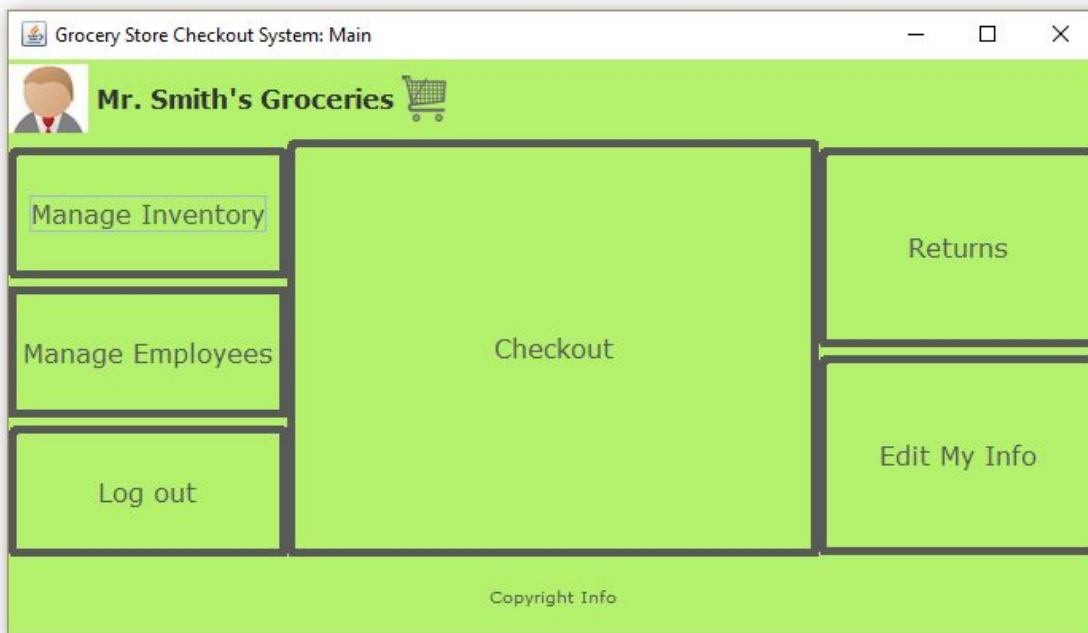 Grocery Store Checkout System: Main
Mr. Smith's Groceries
Manage Inventory
Manage Employees
Log out
Checkout
Returns
Edit My Info
Copyright Info